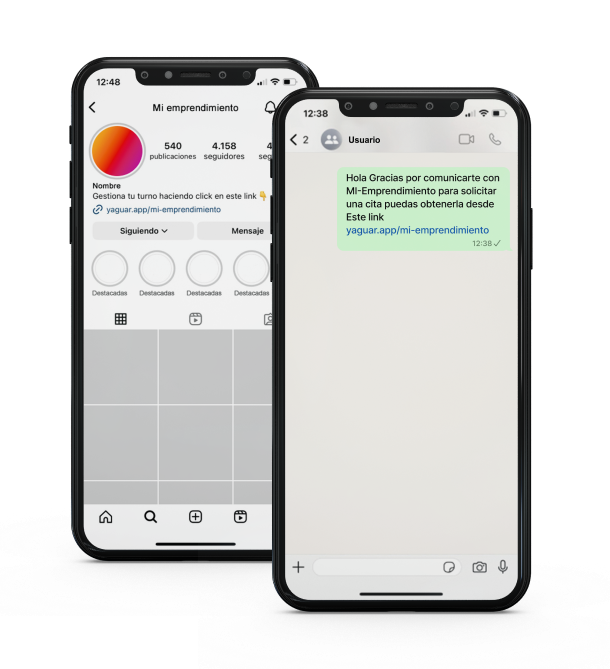 12:48
Mi emprendimiento
540
4.158
4
publicaciones
seguidores
seg
Nombre
Gestiona tu turno haciendo click en este link 👇
yaguar.app/mi-emprendimiento
Siguiendo
Mensaje
Destacadas
Destacadas
Destacadas
Destacadas
12:38
2
Usuario
Hola Gracias por comunicarte con
MI-Emprendimiento para solicitar
una cita puedas obtenerla desde
Este link
yaguar.app/mi-emprendimiento
12:38